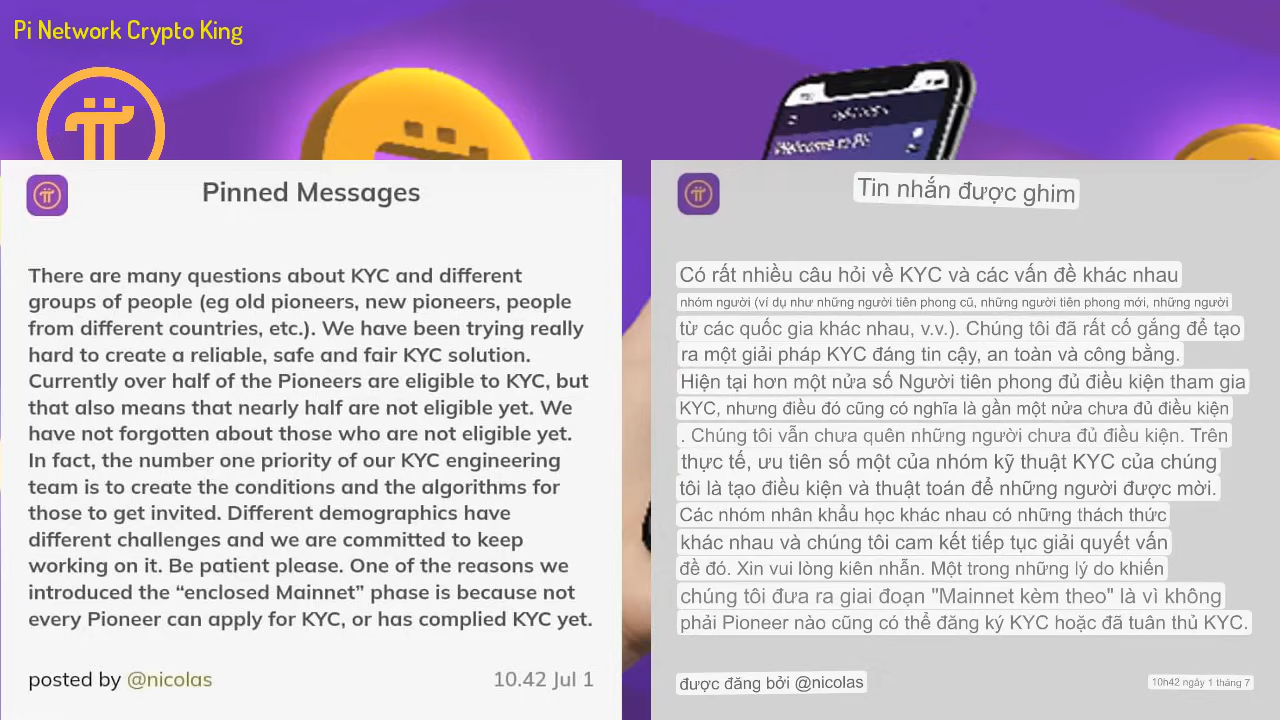 Pi Network Crypto King
Welcome to Pi
Pinned Messages
There are many questions about KYC and different
groups of people (eg old pioneers, new pioneers, people
from different countries, etc.). We have been trying really
hard to create a reliable, safe and fair KYC solution.
Currently over half of the Pioneers are eligible to KYC, but
that also means that nearly half are not eligible yet. We
have not forgotten about those who are not eligible yet.
In fact, the number one priority of our KYC engineering
team is to create the conditions and the algorithms for
those to get invited. Different demographics have
different challenges and we are committed to keep
working on it. Be patient please. One of the reasons we
introduced the “enclosed Mainnet” phase is because not
every Pioneer can apply for KYC, or has complied KYC yet.
posted by @nicolas
10.42 Jul 1
Tin nhắn được ghim
Có rất nhiều câu hỏi về KYC và các vấn đề khác nhau
nhóm người (ví dụ như những người tiên phong cũ, những người tiên phong mới, những người
từ các quốc gia khác nhau, v.v.). Chúng tôi đã rất cố gắng để tạo
ra một giải pháp KYC đáng tin cậy, an toàn và công bằng.
Hiện tại hơn một nửa số Người tiên phong đủ điều kiện tham gia
KYC, nhưng điều đó cũng có nghĩa là gần một nửa chưa đủ điều kiện
. Chúng tôi vẫn chưa quên những người chưa đủ điều kiện. Trên
thực tế, ưu tiên số một của nhóm kỹ thuật KYC của chúng
tôi là tạo điều kiện và thuật toán để những người được mời.
Các nhóm nhân khẩu học khác nhau có những thách thức
khác nhau và chúng tôi cam kết tiếp tục giải quyết vấn
đề đó. Xin vui lòng kiên nhẫn. Một trong những lý do khiến
chúng tôi đưa ra giai đoạn "Mainnet kèm theo" là vì không
phải Pioneer nào cũng có thể đăng ký KYC hoặc đã tuân thủ KYC.
được đăng bởi @nicolas
10h42 ngày 1 tháng 7